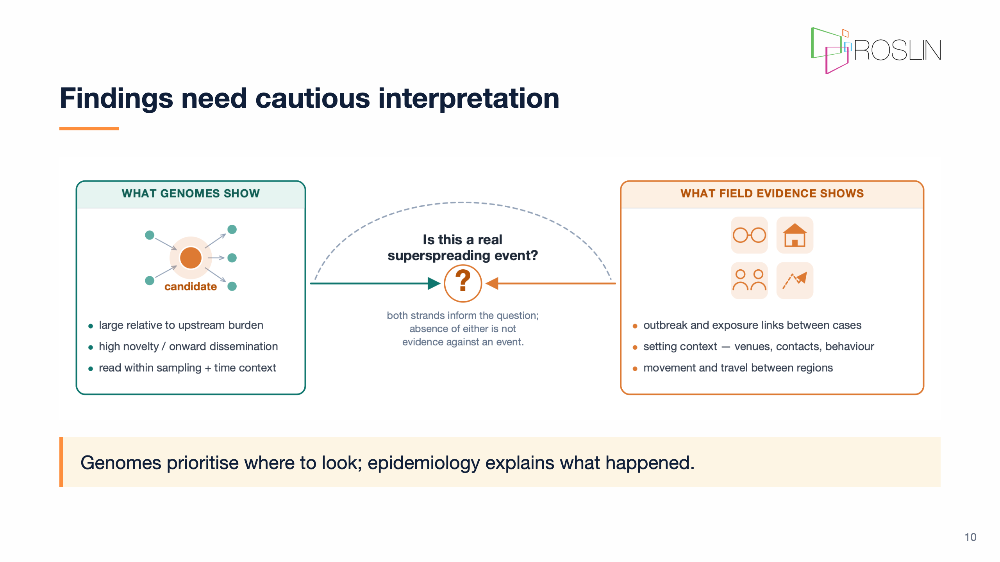 ROSLIN
Findings need cautious interpretation
WHAT GENOMES SHOW
candidate
large relative to upstream burden
high novelty / onward dissemination
read within sampling + time context
Is this a real
superspreading event?
?
both strands inform the question;
absence of either is not
evidence against an event.
WHAT FIELD EVIDENCE SHOWS
outbreak and exposure links between cases
setting context — venues, contacts, behaviour
movement and travel between regions
Genomes prioritise where to look; epidemiology explains what happened.
10